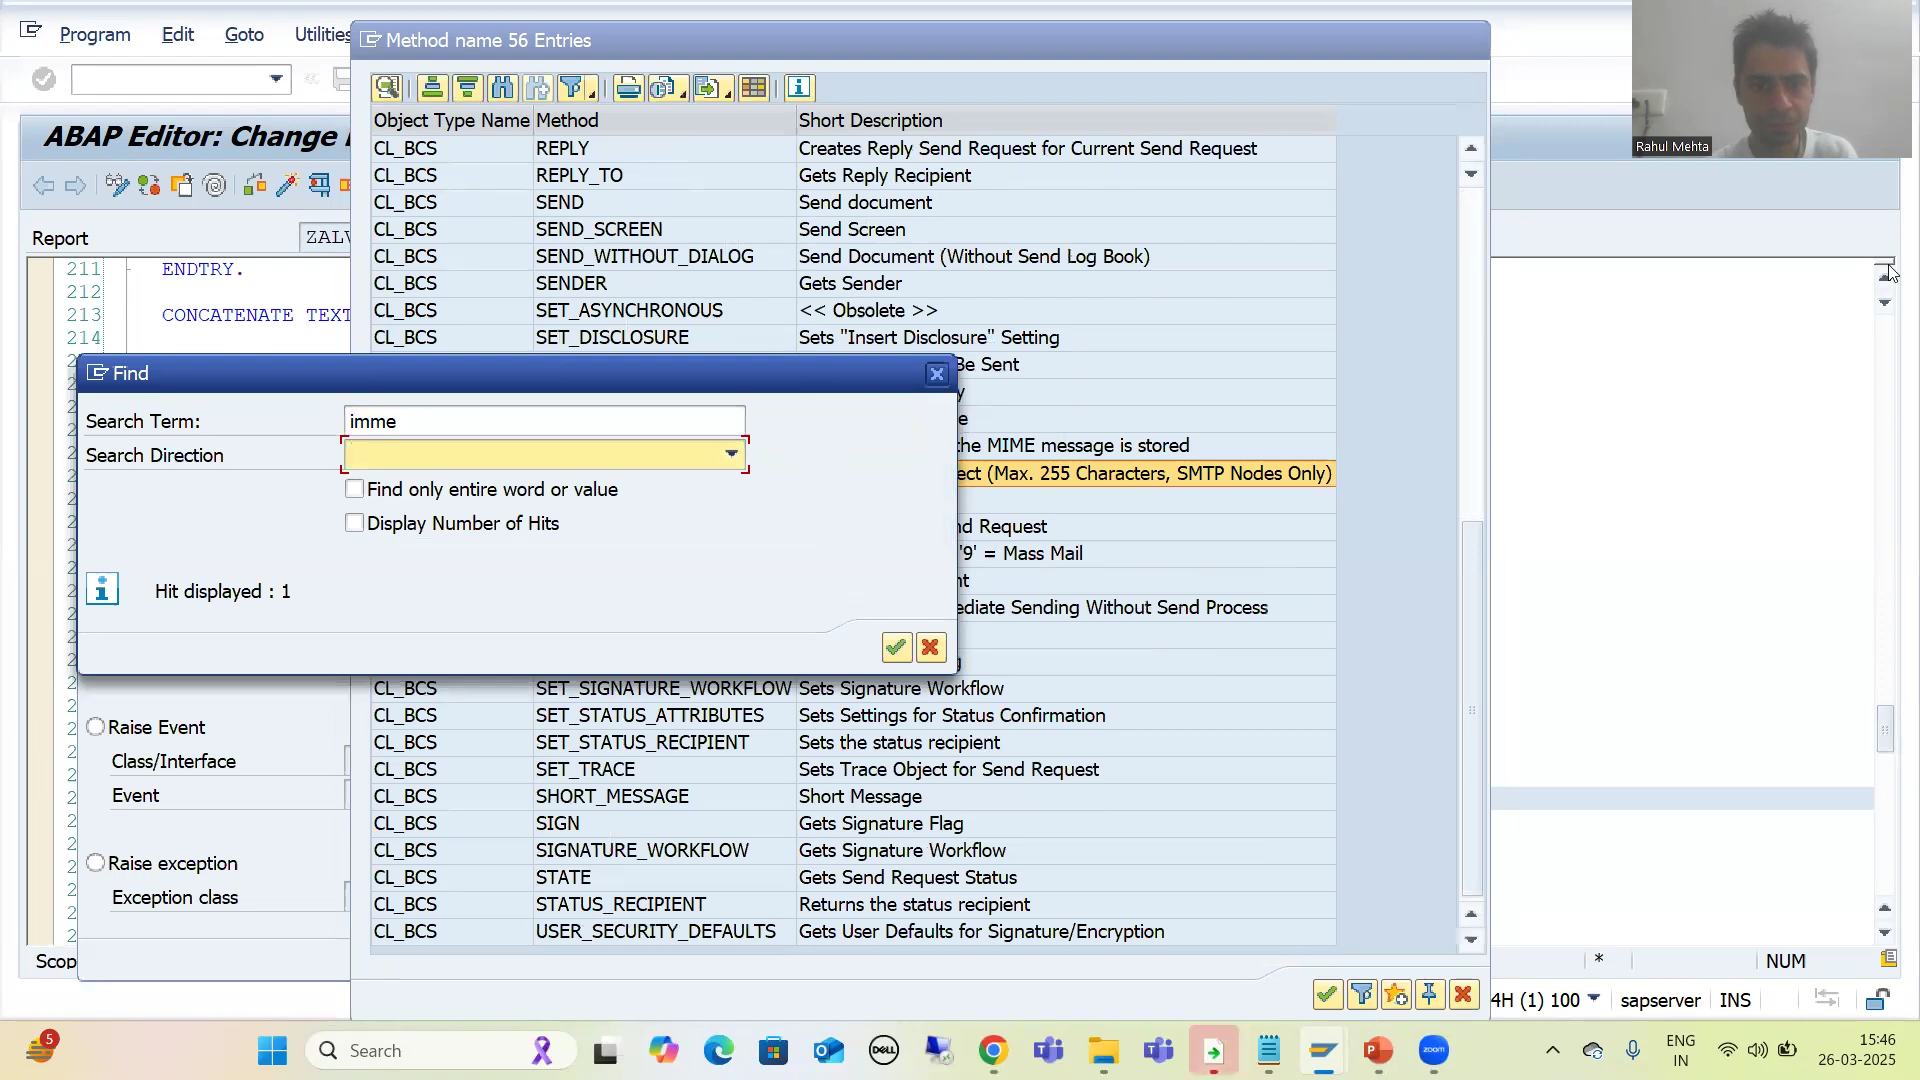 Program Edit Goto Utilities
Method name 56 Entries
Rahul Mehta
ABAP Editor: Change
Object Type Name Method Short Description
CL_BCS REPLY Creates Reply Send Request for Current Send Request
CL_BCS REPLY_TO Gets Reply Recipient
CL_BCS SEND Send document
CL_BCS SEND_SCREEN Send Screen
CL_BCS SEND_WITHOUT_DIALOG Send Document (Without Send Log Book)
CL_BCS SENDER Gets Sender
CL_BCS SET_ASYNCHRONOUS << Obsolete >>
CL_BCS SET_DISCLOSURE Sets "Insert Disclosure" Setting
Be Sent
the MIME message is stored
ect (Max. 255 Characters, SMTP Nodes Only)
nd Request
'9' = Mass Mail
nt
ediate Sending Without Send Process
CL_BCS SET_SIGNATURE_WORKFLOW Sets Signature Workflow
CL_BCS SET_STATUS_ATTRIBUTES Sets Settings for Status Confirmation
CL_BCS SET_STATUS_RECIPIENT Sets the status recipient
CL_BCS SET_TRACE Sets Trace Object for Send Request
CL_BCS SHORT_MESSAGE Short Message
CL_BCS SIGN Gets Signature Flag
CL_BCS SIGNATURE_WORKFLOW Gets Signature Workflow
CL_BCS STATE Gets Send Request Status
CL_BCS STATUS_RECIPIENT Returns the status recipient
CL_BCS USER_SECURITY_DEFAULTS Gets User Defaults for Signature/Encryption
Report ZALV
211 ENDTRY.
212
213 CONCATENATE TEXT
214
Find
Search Term: imme
Search Direction
Find only entire word or value
Display Number of Hits
Hit displayed : 1
Raise Event
Class/Interface
Event
Raise exception
Exception class
Scop
* NUM
4H (1) 100 sapserver INS
5
Search
DELL
zoom
ENG
IN
15:46
26-03-2025